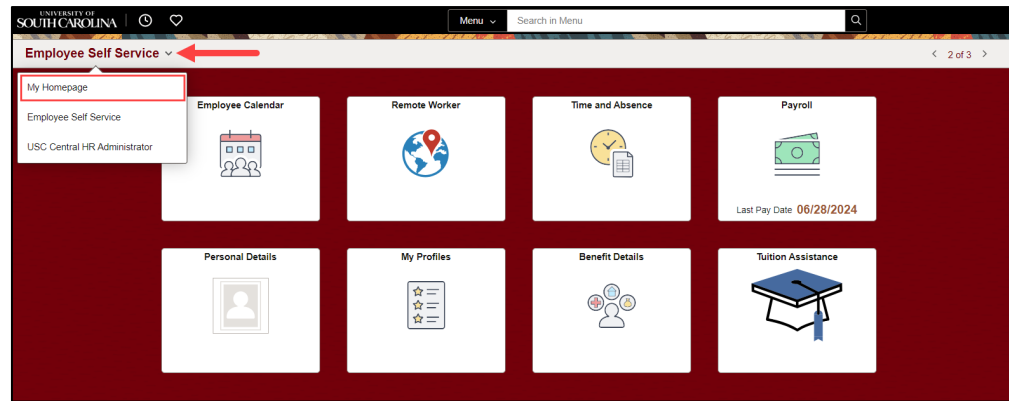 UNIVERSITY OF
SOUTH CAROLINA
Menu
Search in Menu
Employee Self Service
2 of 3
My Homepage
Employee Self Service
USC Central HR Administrator
Employee Calendar
Remote Worker
Time and Absence
Payroll
Last Pay Date 06/28/2024
Personal Details
My Profiles
Benefit Details
Tuition Assistance